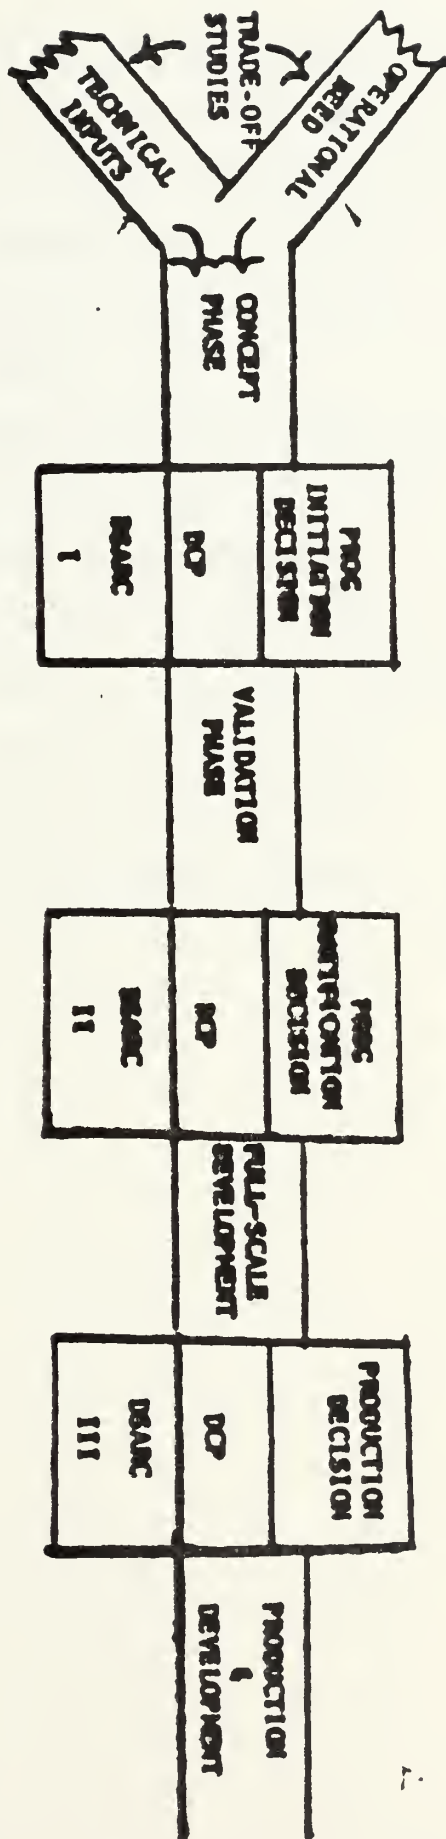 OPERATIONAL
NEED
TRADE-OFF
STUDIES
TECHNICAL
INPUTS
CONCEPT
PHASE
PROG
INITIATION
DECISION
DCP
DSARC
I
VALIDATION
PHASE
PROG
DECISION
DCP
DSARC
II
FULL-SCALE
DEVELOPMENT
PRODUCTION
DECISION
DCP
DSARC
III
PRODUCTION
&
DEVELOPMENT